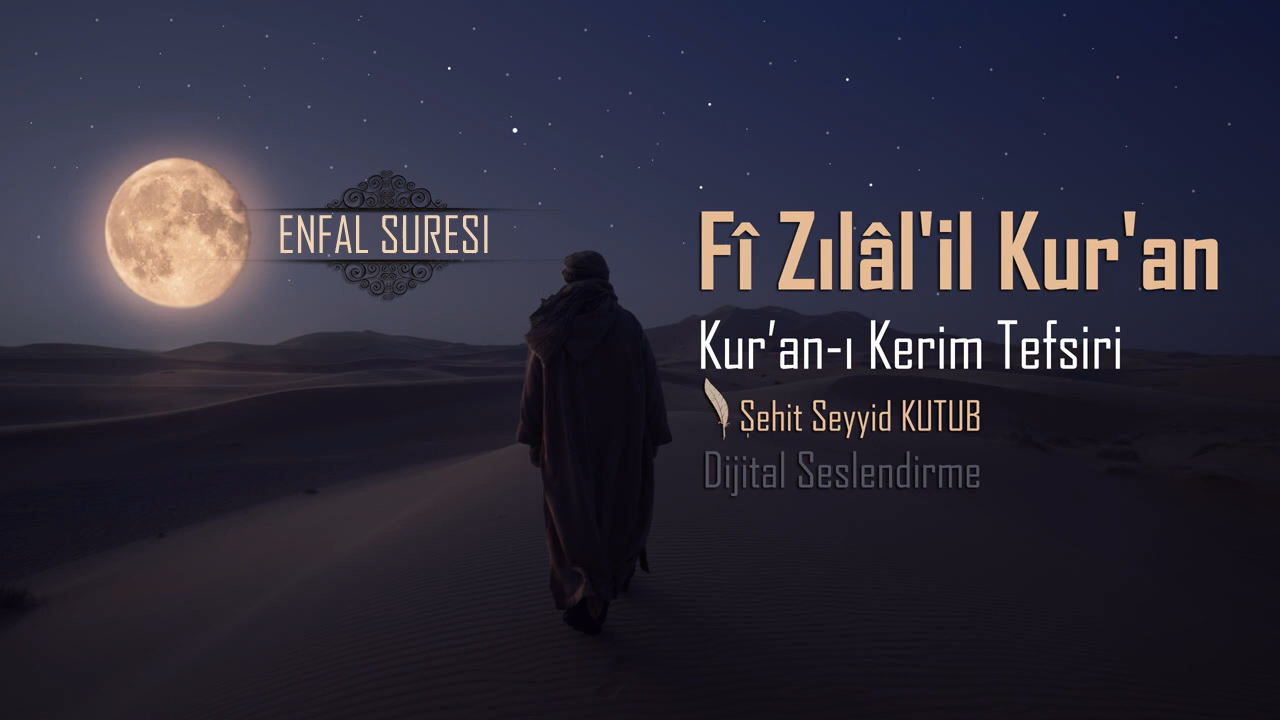 ENFAL SURESI
Fî Zılâl'il Kur'an
Kur'an-ı Kerim Tefsiri
Şehit Seyyid KUTUB
Dijital Seslendirme